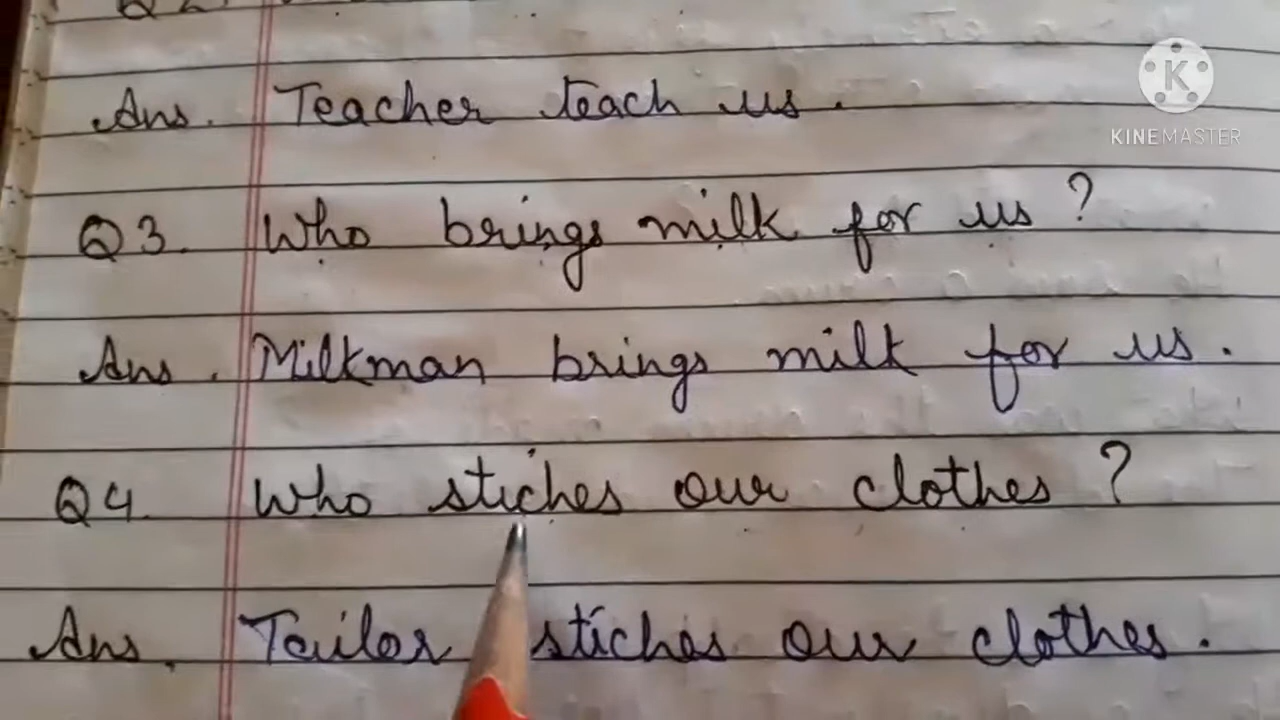 Ans. Teacher teach us.
KINEMASTER
Q3. Who brings milk for us ?
Ans. Milkman brings milk for us.
Q4. Who stiches our clothes ?
Ans. Tailor stiches our clothes.